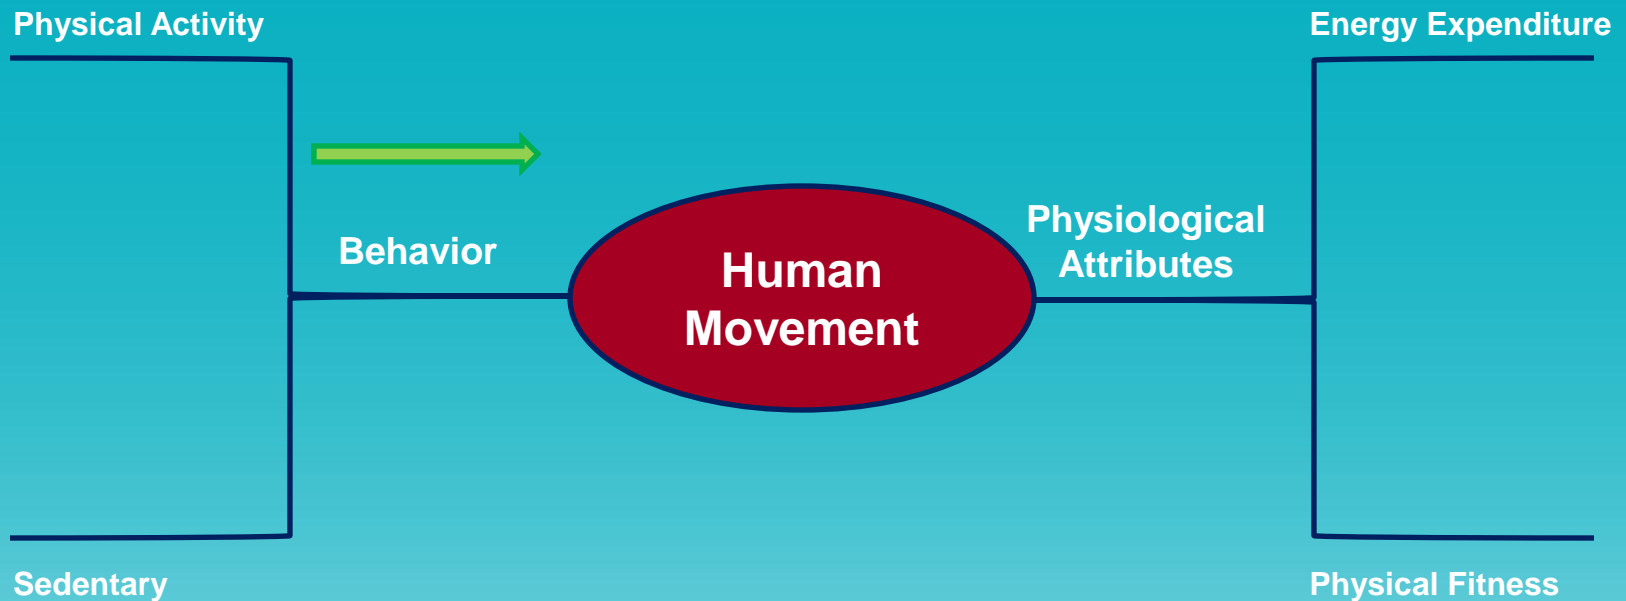 Physical Activity
Energy Expenditure
Behavior
Human
Movement
Physiological
Attributes
Sedentary
Physical Fitness